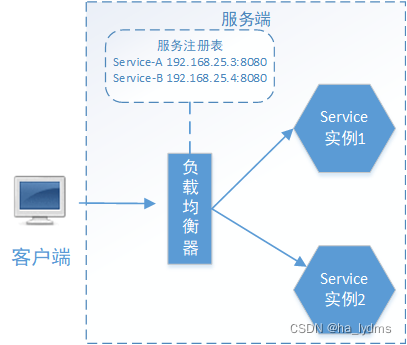 服务端
服务注册表
Service-A 192.168.25.3:8080
Service-B 192.168.25.4:8080
Service
实例1
负载均衡器
客户端
Service
实例2
CSDN @ha_lydms